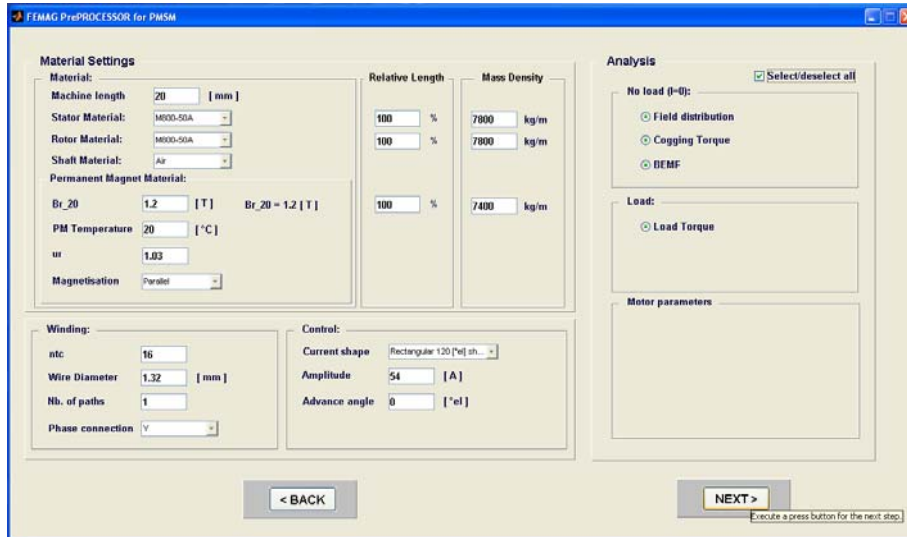 FEMAG PrePROCESSOR for PMSM
Material Settings
Material:
Relative Length
Mass Density
Machine length 20 [ mm ]
Stator Material: M800-50A 100 % 7800 kg/m
Rotor Material: M800-50A 100 % 7800 kg/m
Shaft Material: Air
Permanent Magnet Material:
Br_20 1.2 [ T ] Br_20 = 1.2 [ T ] 100 % 7400 kg/m
PM Temperature 20 [ °C ]
ur 1.03
Magnetisation Parallel
Winding:
ntc 16
Wire Diameter 1.32 [ mm ]
Nb. of paths 1
Phase connection Y
Control:
Current shape Rectangular 120 [°el] sh...
Amplitude 54 [ A ]
Advance angle 0 [ °el ]
Analysis
Select/deselect all
No load (I=0):
Field distribution
Cogging Torque
BEMF
Load:
Load Torque
Motor parameters
< BACK
NEXT >
Execute a press button for the next step.